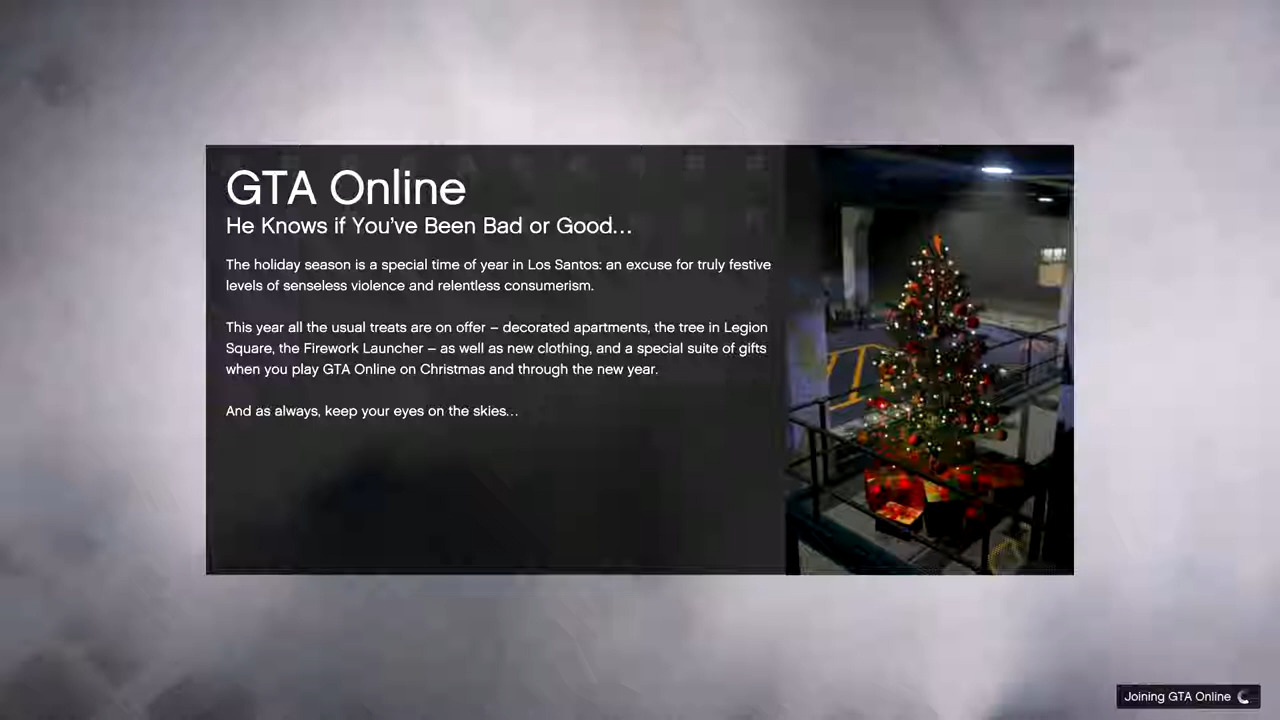 GTA Online
He Knows if You've Been Bad or Good...
The holiday season is a special time of year in Los Santos: an excuse for truly festive
levels of senseless violence and relentless consumerism.
This year all the usual treats are on offer – decorated apartments, the tree in Legion
Square, the Firework Launcher – as well as new clothing, and a special suite of gifts
when you play GTA Online on Christmas and through the new year.
And as always, keep your eyes on the skies...
Joining GTA Online